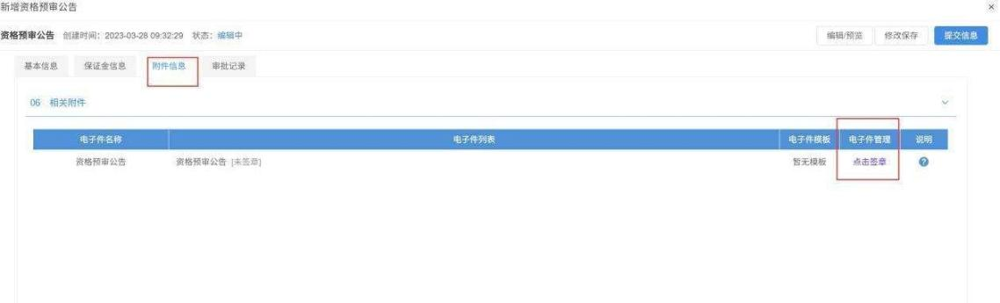 新增资格预审公告 ×
资格预审公告 创建时间：2023-03-28 09:32:29 状态：编辑中 编辑/预览 修改保存 提交信息
基本信息 保证金信息 附件信息 审批记录
06 相关附件
电子件名称 电子件列表 电子件模板 电子件管理 说明
资格预审公告 资格预审公告 [未签章] 暂无模板 点击签章 ?